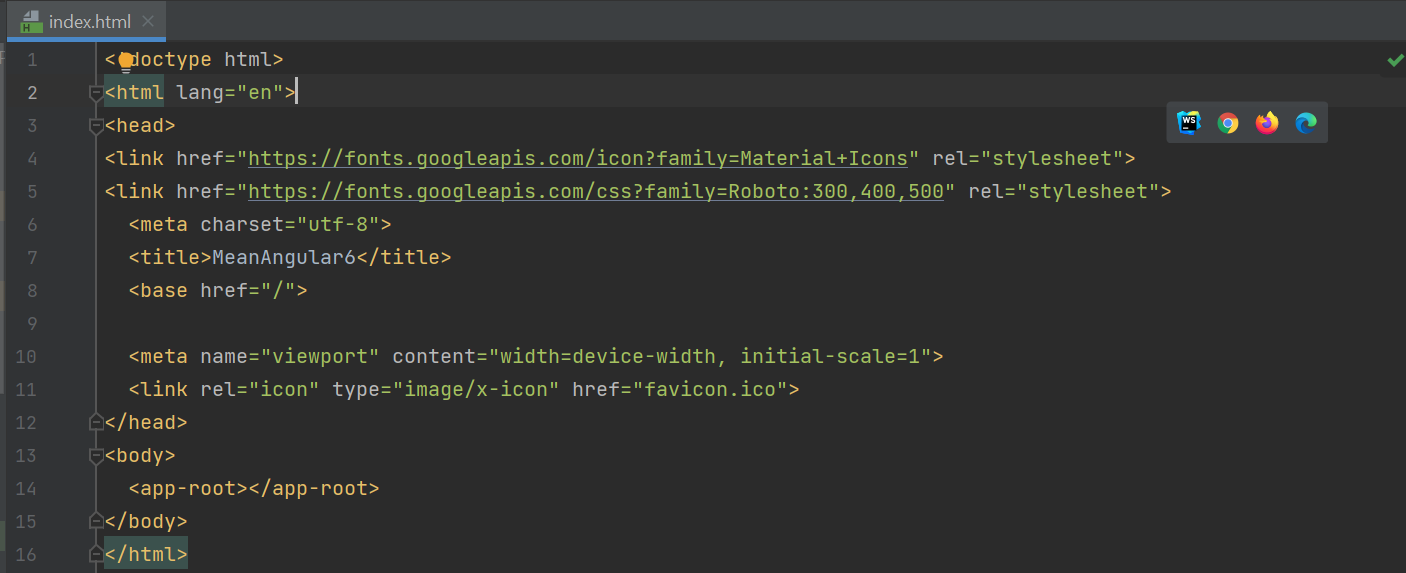 index.html
1 <!doctype html>
2 <html lang="en">
3 <head>
4 <link href="https://fonts.googleapis.com/icon?family=Material+Icons" rel="stylesheet">
5 <link href="https://fonts.googleapis.com/css?family=Roboto:300,400,500" rel="stylesheet">
6   <meta charset="utf-8">
7   <title>MeanAngular6</title>
8   <base href="/">
9
10   <meta name="viewport" content="width=device-width, initial-scale=1">
11   <link rel="icon" type="image/x-icon" href="favicon.ico">
12 </head>
13 <body>
14   <app-root></app-root>
15 </body>
16 </html>
WS